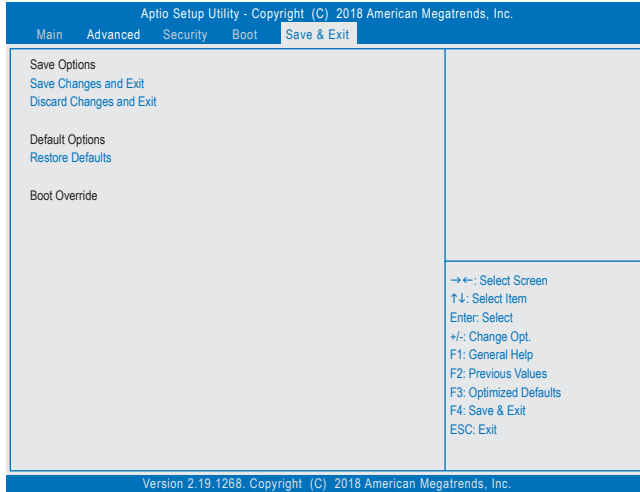 Aptio Setup Utility - Copyright (C) 2018 American Megatrends, Inc.
Main Advanced Security Boot Save & Exit
Save Options
Save Changes and Exit
Discard Changes and Exit
Default Options
Restore Defaults
Boot Override
→←: Select Screen
↑↓: Select Item
Enter: Select
+/-: Change Opt.
F1: General Help
F2: Previous Values
F3: Optimized Defaults
F4: Save & Exit
ESC: Exit
Version 2.19.1268. Copyright (C) 2018 American Megatrends, Inc.